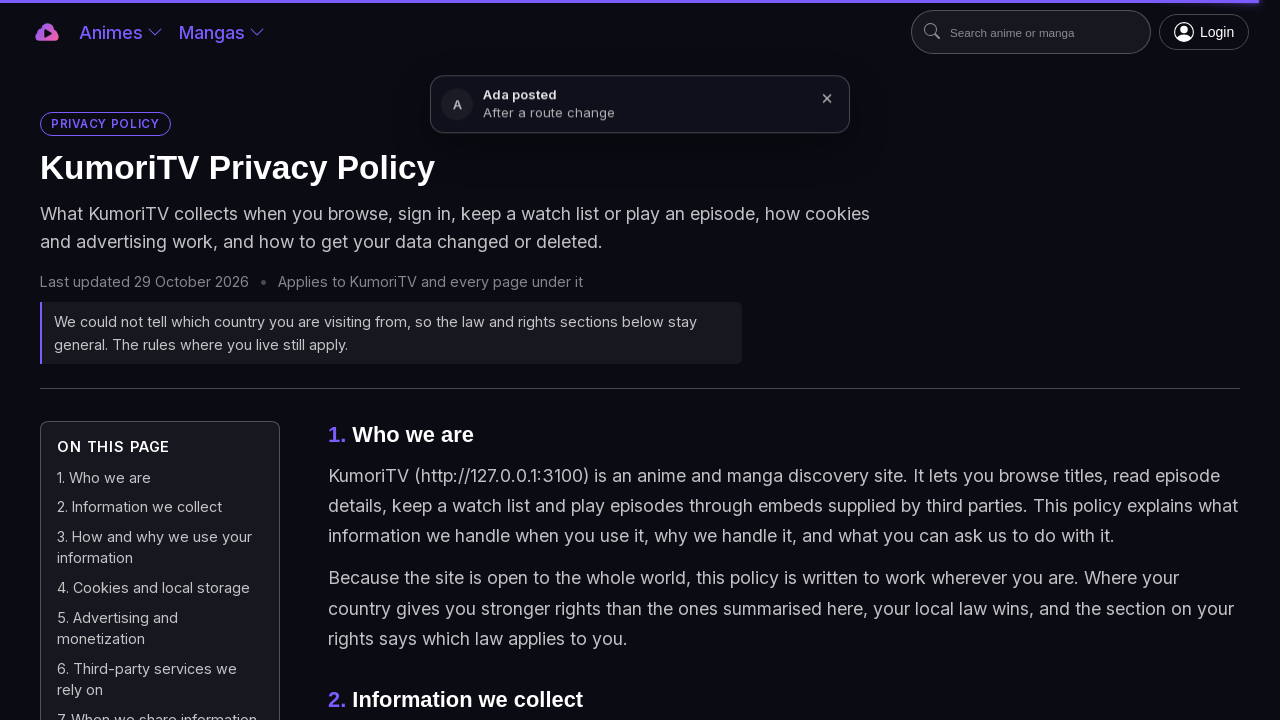 Animes
Mangas
Search anime or manga
Login
A
Ada posted
After a route change
×
PRIVACY POLICY
KumoriTV Privacy Policy
What KumoriTV collects when you browse, sign in, keep a watch list or play an episode, how cookies
and advertising work, and how to get your data changed or deleted.
Last updated 29 October 2026 • Applies to KumoriTV and every page under it
We could not tell which country you are visiting from, so the law and rights sections below stay
general. The rules where you live still apply.
ON THIS PAGE
1. Who we are
2. Information we collect
3. How and why we use your
information
4. Cookies and local storage
5. Advertising and
monetization
6. Third-party services we
rely on
7. When we share information
1. Who we are
KumoriTV (http://127.0.0.1:3100) is an anime and manga discovery site. It lets you browse titles, read episode
details, keep a watch list and play episodes through embeds supplied by third parties. This policy explains what
information we handle when you use it, why we handle it, and what you can ask us to do with it.
Because the site is open to the whole world, this policy is written to work wherever you are. Where your
country gives you stronger rights than the ones summarised here, your local law wins, and the section on your
rights says which law applies to you.
2. Information we collect